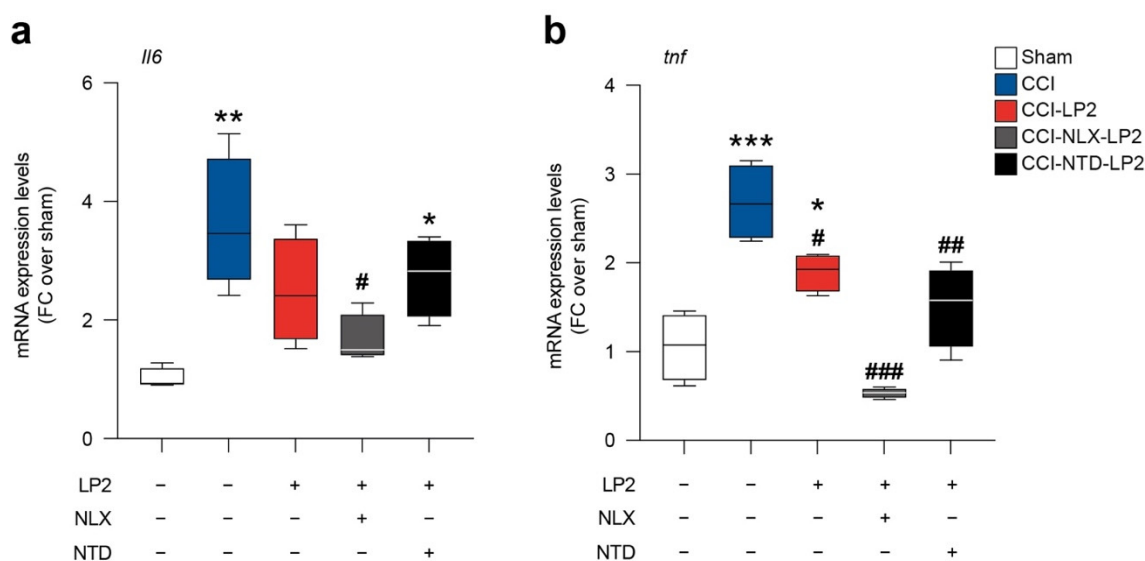 a
Il6
mRNA expression levels
(FC over sham)
6
4
2
0
**
#
*
LP2 – – + + +
NLX – – – + –
NTD – – – – +
b
tnf
mRNA expression levels
(FC over sham)
4
3
2
1
0
***
*
#
###
##
LP2 – – + + +
NLX – – – + –
NTD – – – – +
Sham
CCI
CCI-LP2
CCI-NLX-LP2
CCI-NTD-LP2